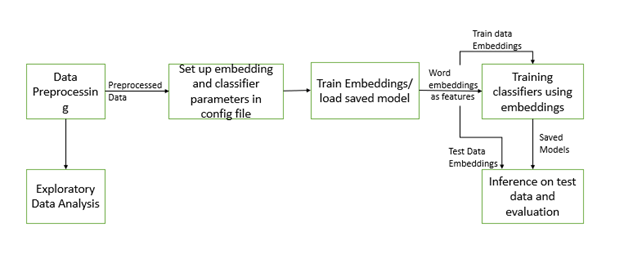 Train data
Embeddings
Data
Preprocessin
g
Preprocessed
Data
Set up embedding
and classifier
parameters in
config file
Train Embeddings/
load saved model
Word
embeddings
as features
Training
classifiers using
embeddings
Test Data
Embeddings
Saved
Models
Exploratory
Data Analysis
Inference on test
data and
evaluation